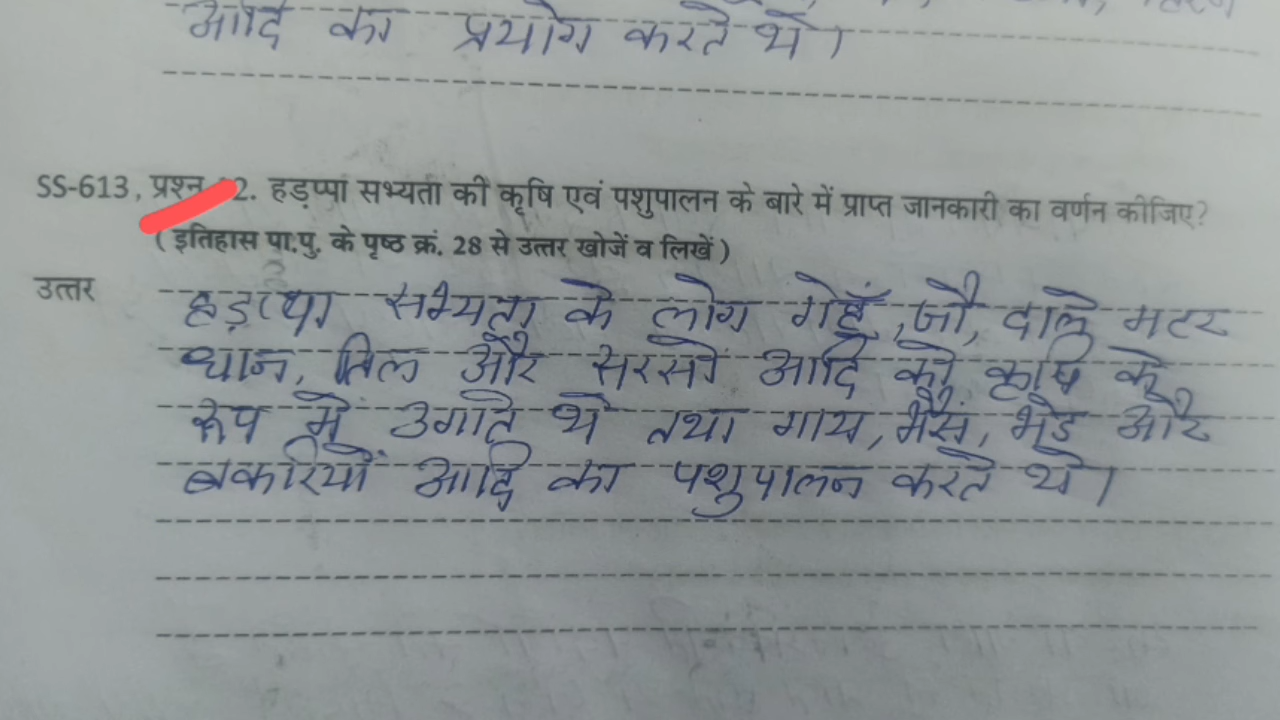 आदि का प्रयोग करते थे।
SS-613, प्रश्न 2. हड़प्पा सभ्यता की कृषि एवं पशुपालन के बारे में प्राप्त जानकारी का वर्णन कीजिए?
( इतिहास पा.पु. के पृष्ठ क्रं. 28 से उत्तर खोजें व लिखें )
उत्तर हड़प्पा सभ्यता के लोग गेहूँ, जौ, दाले मटर
धान, तिल और सरसों आदि को कृषि के
रूप में उगाते थे तथा गाय, भैंस, भेड और
बकरियों आदि का पशुपालन करते थे।